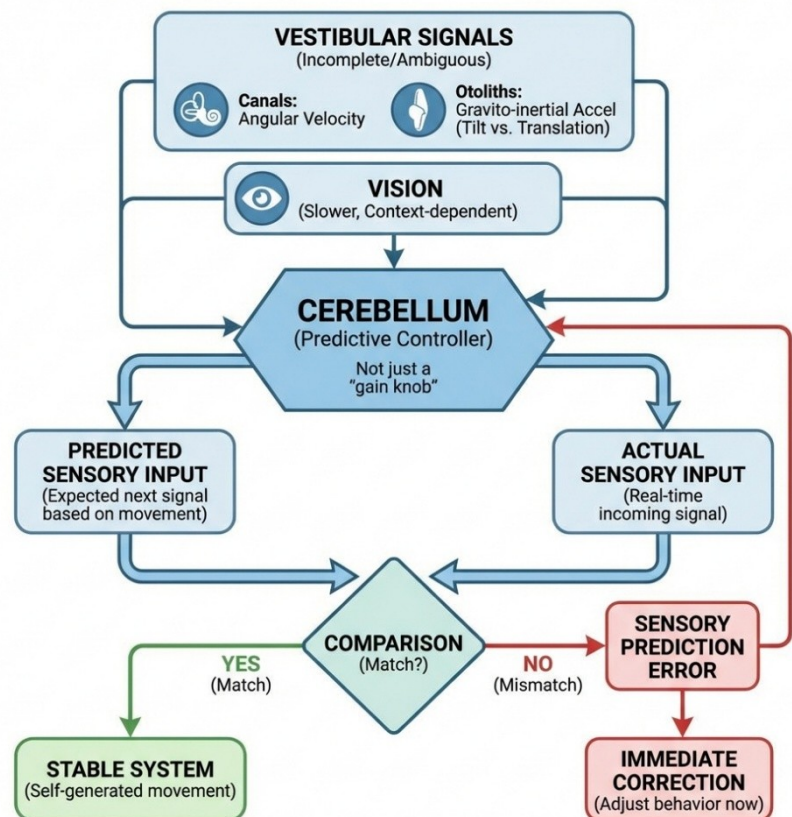 VESTIBULAR SIGNALS
(Incomplete/Ambiguous)
Canals:
Angular Velocity
Otoliths:
Gravito-inertial Accel
(Tilt vs. Translation)
VISION
(Slower, Context-dependent)
CEREBELLUM
(Predictive Controller)
Not just a
"gain knob"
PREDICTED
SENSORY INPUT
(Expected next signal
based on movement)
ACTUAL
SENSORY INPUT
(Real-time
incoming signal)
COMPARISON
(Match?)
YES
(Match)
NO
(Mismatch)
SENSORY
PREDICTION
ERROR
STABLE SYSTEM
(Self-generated movement)
IMMEDIATE
CORRECTION
(Adjust behavior now)